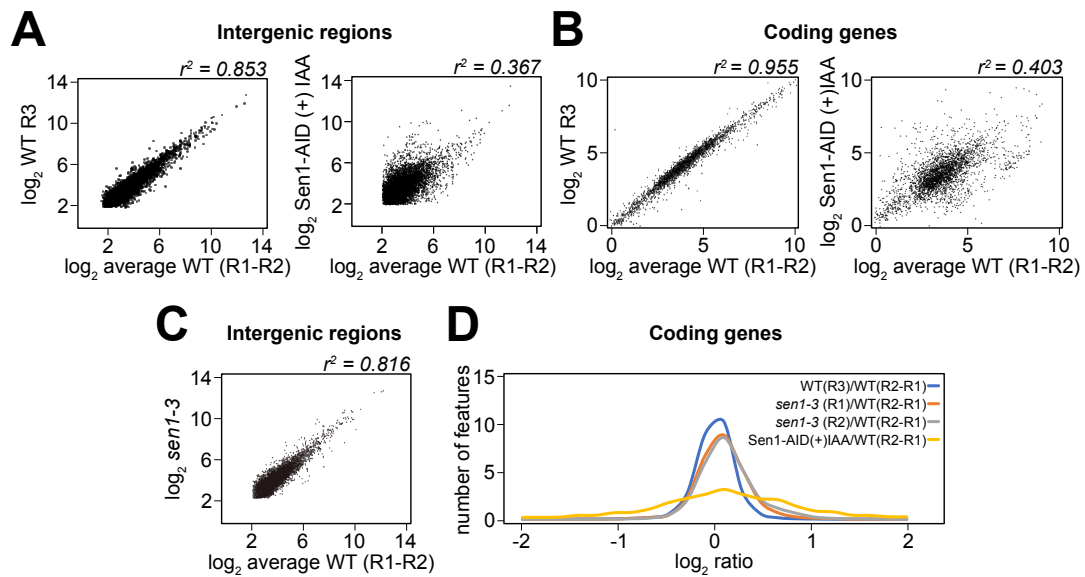 A
Intergenic regions
r² = 0.853
log₂ WT R3
14
10
6
2
2 6 10 14
log₂ average WT (R1-R2)
r² = 0.367
log₂ Sen1-AID (+) IAA
14
10
6
2
2 6 10 14
log₂ average WT (R1-R2)
B
Coding genes
r² = 0.955
log₂ WT R3
10
5
0
0 5 10
log₂ average WT (R1-R2)
r² = 0.403
log₂ Sen1-AID (+)IAA
10
5
0
0 5 10
log₂ average WT (R1-R2)
C
Intergenic regions
r² = 0.816
log₂ sen1-3
14
10
6
2
2 6 10 14
log₂ average WT (R1-R2)
D
Coding genes
number of features
15
10
5
0
WT(R3)/WT(R2-R1)
sen1-3 (R1)/WT(R2-R1)
sen1-3 (R2)/WT(R2-R1)
Sen1-AID(+)IAA/WT(R2-R1)
-2 -1 0 1 2
log₂ ratio